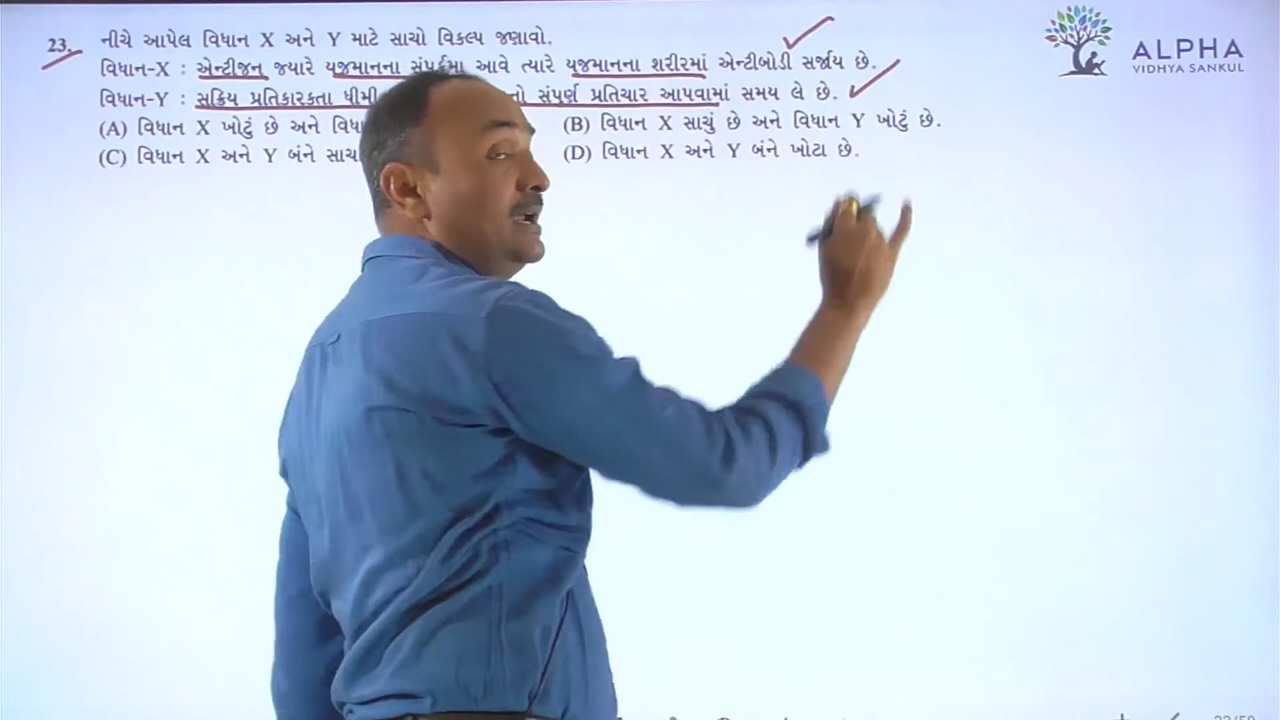 23. નીચે આપેલ વિધાન X અને Y માટે સાચો વિકલ્પ જણાવો.
વિધાન-X : એન્ટીજન જ્યારે યજમાનના સંપર્કમા આવે ત્યારે યજમાનના શરીરમાં એન્ટીબોડી સર્જાય છે.
વિધાન-Y : સક્રિય પ્રતિકારકતા ધીમી સંપુર્ણ પ્રતિચાર આપવામાં સમય લે છે.
(A) વિધાન X ખોટું છે અને (B) વિધાન X સાચું છે અને વિધાન Y ખોટું છે.
(C) વિધાન X અને Y બંને (D) વિધાન X અને Y બંને ખોટા છે.
ALPHA
VIDHYA SANKUL